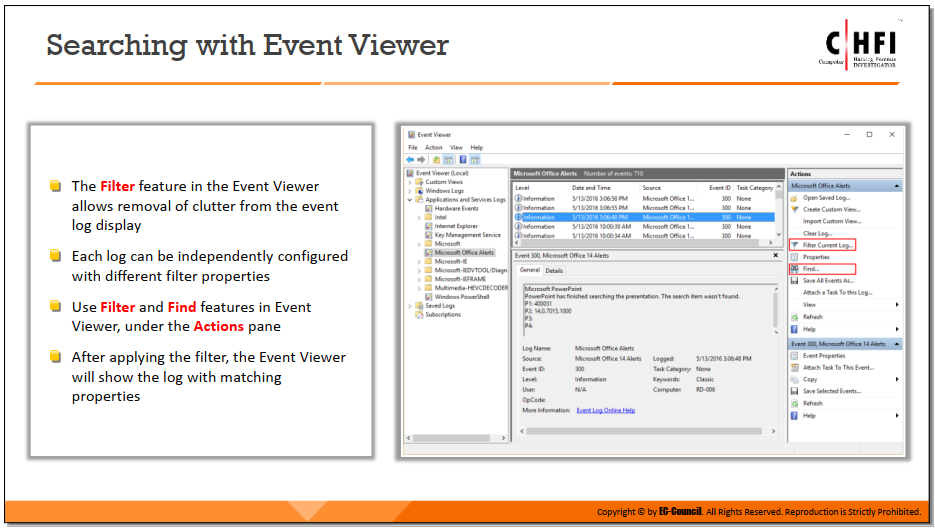 Searching with Event Viewer
CHFI
Computer Hacking Forensic
INVESTIGATOR
The Filter feature in the Event Viewer
allows removal of clutter from the event
log display
Each log can be independently configured
with different filter properties
Use Filter and Find features in Event
Viewer, under the Actions pane
After applying the filter, the Event Viewer
will show the log with matching
properties
Event Viewer
File Action View Help
Event Viewer (Local)
Custom Views
Windows Logs
Applications and Services Logs
Hardware Events
Intel
Internet Explorer
Key Management Service
Microsoft
Microsoft Office Alerts
Microsoft-IE
Microsoft-IEDVTOOL/Diagn
Microsoft-IEFRAME
Multimedia-HEVCDECODER
Windows PowerShell
Saved Logs
Subscriptions
Microsoft Office Alerts Number of events: 710
Level Date and Time Source Event ID Task Category
Information 5/13/2016 3:06:58 PM Microsoft Office 1... 300 None
Information 5/13/2016 3:06:55 PM Microsoft Office 1... 300 None
Information 5/13/2016 3:06:48 PM Microsoft Office 1... 300 None
Information 5/13/2016 10:00:39 AM Microsoft Office 1... 300 None
Information 5/13/2016 10:00:34 AM Microsoft Office 1... 300 None
Event 300, Microsoft Office 14 Alerts
General Details
Microsoft PowerPoint
PowerPoint has finished searching the presentation. The search item wasn't found.
P1: 400031
P2: 14.0.7015.1000
P3:
P4:
Log Name: Microsoft Office Alerts
Source: Microsoft Office 14 Alerts Logged: 5/13/2016 3:06:48 PM
Event ID: 300 Task Category: None
Level: Information Keywords: Classic
User: N/A Computer: RD-006
OpCode:
More Information: Event Log Online Help
Actions
Microsoft Office Alerts
Open Saved Log...
Create Custom View...
Import Custom View...
Clear Log...
Filter Current Log...
Properties
Find...
Save All Events As...
Attach a Task To this Log...
View
Refresh
Help
Event 300, Microsoft Office 14 Alerts
Event Properties
Attach Task To This Event...
Copy
Save Selected Events...
Refresh
Help
Copyright © by EC-Council. All Rights Reserved. Reproduction is Strictly Prohibited.